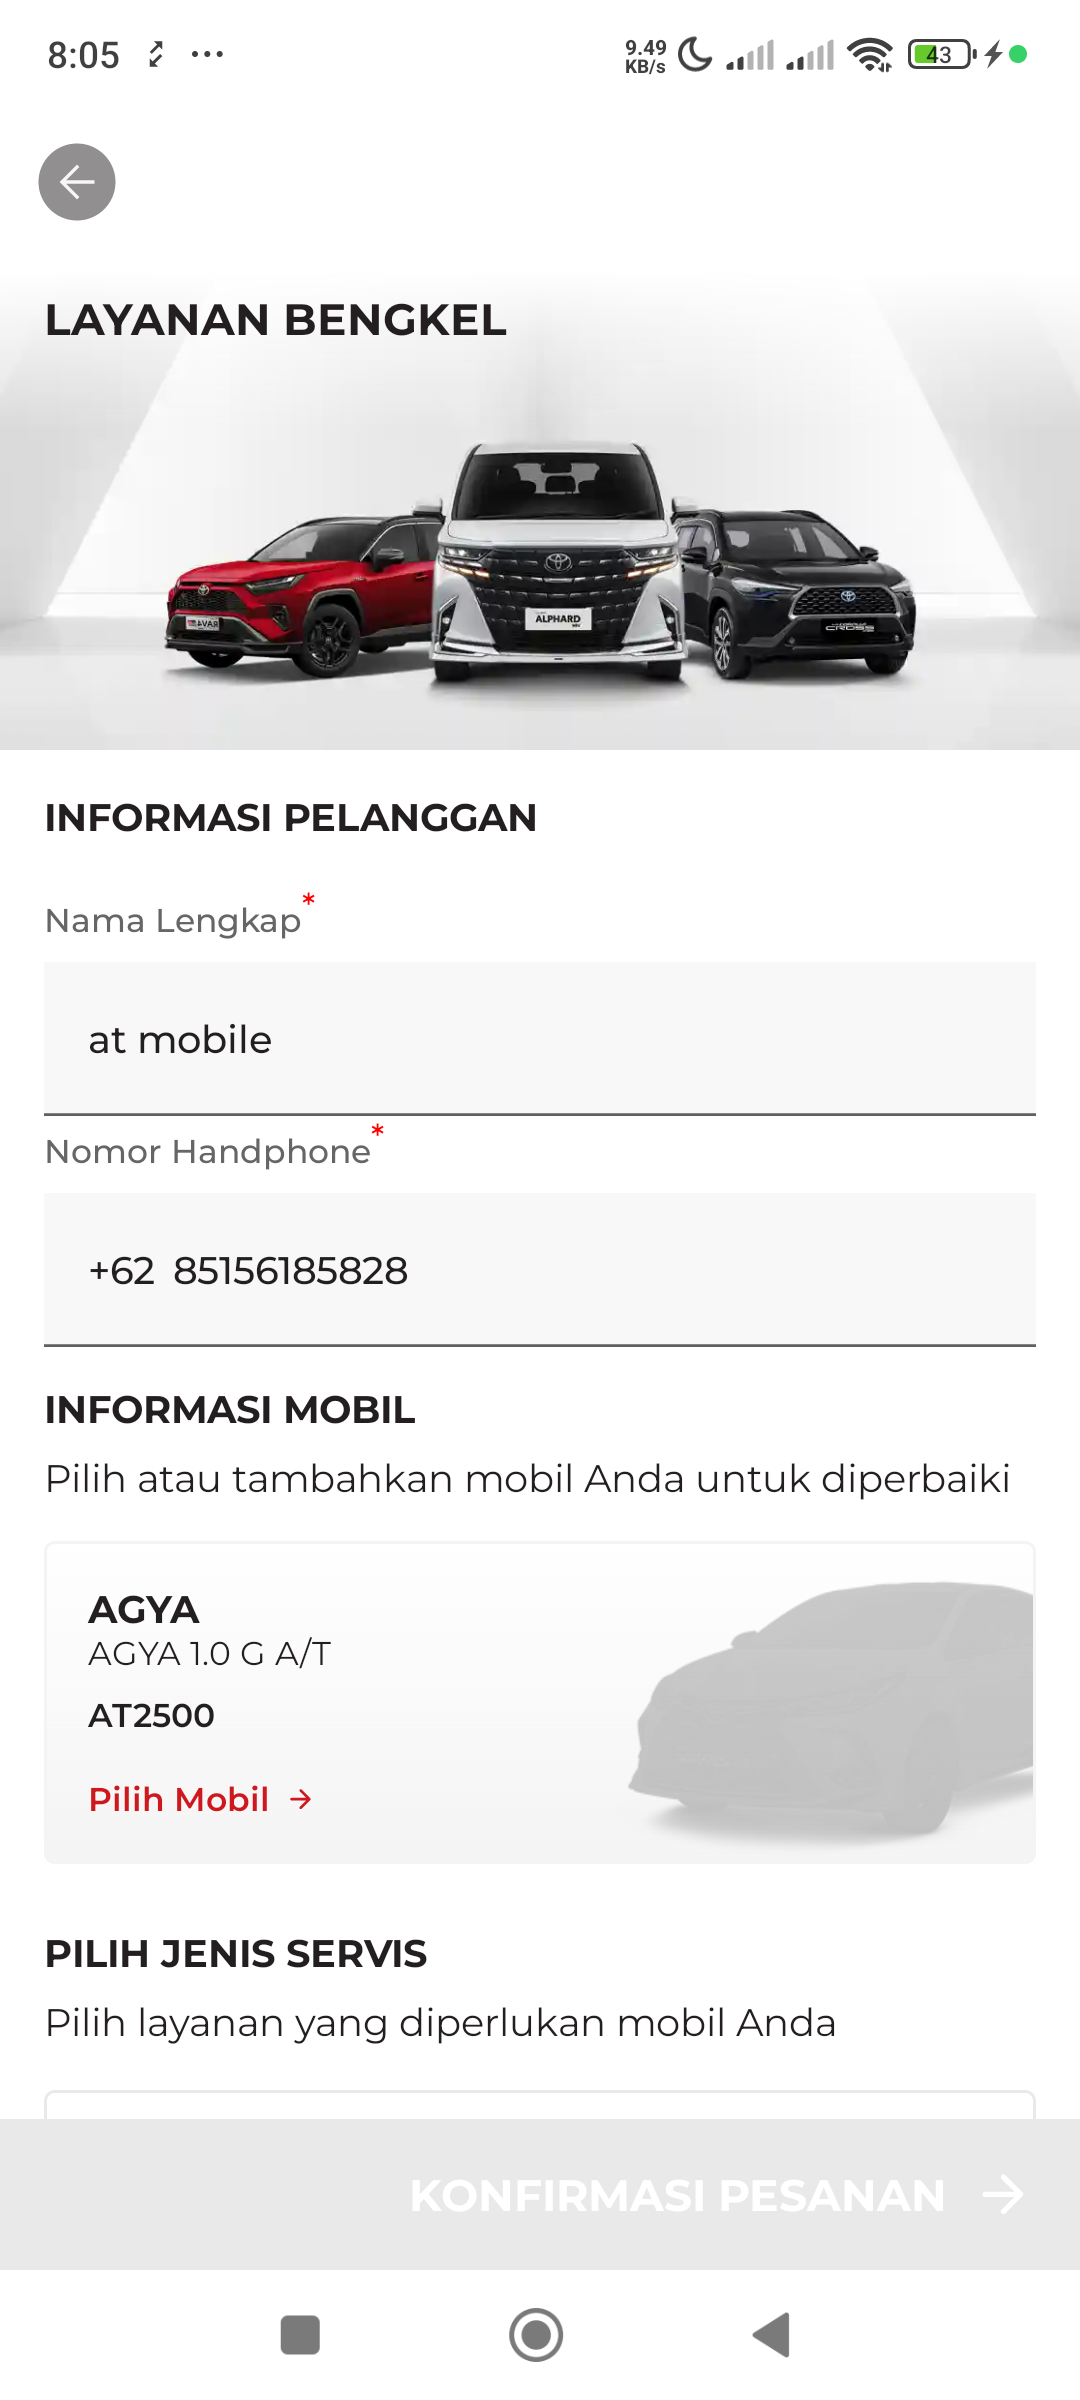 8:05
9.49
KB/s
43
LAYANAN BENGKEL
ALPHARD
CROSS
INFORMASI PELANGGAN
Nama Lengkap*
at mobile
Nomor Handphone*
+62 85156185828
INFORMASI MOBIL
Pilih atau tambahkan mobil Anda untuk diperbaiki
AGYA
AGYA 1.0 G A/T
AT2500
Pilih Mobil
PILIH JENIS SERVIS
Pilih layanan yang diperlukan mobil Anda
KONFIRMASI PESANAN